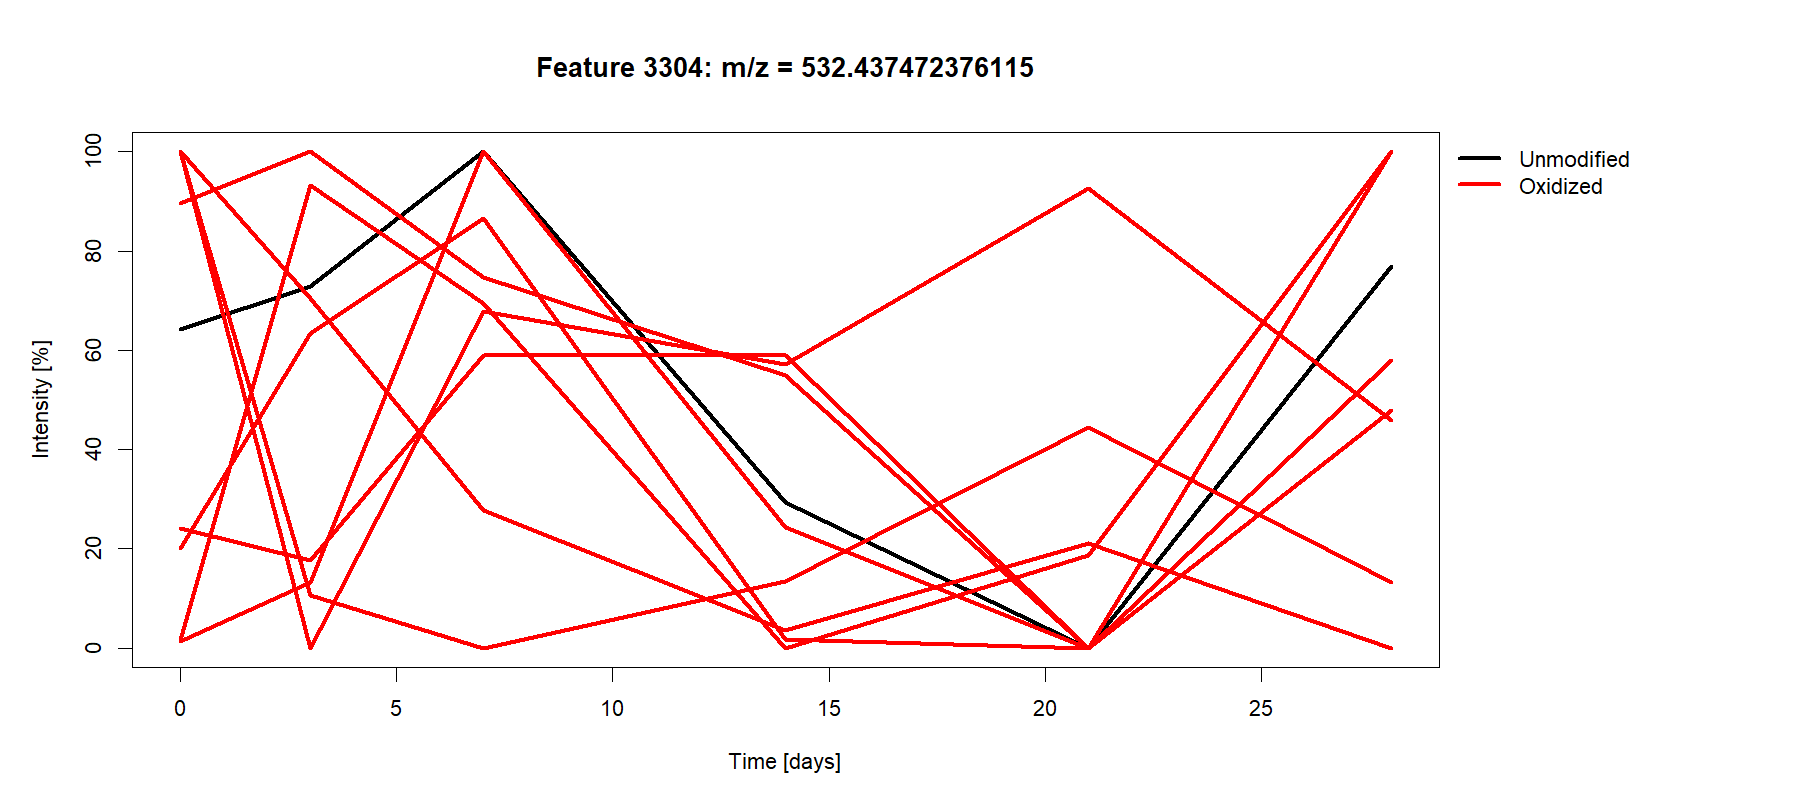 Feature 3304: m/z = 532.437472376115
Unmodified
Oxidized
Intensity [%]
100
80
60
40
20
0
0 5 10 15 20 25
Time [days]